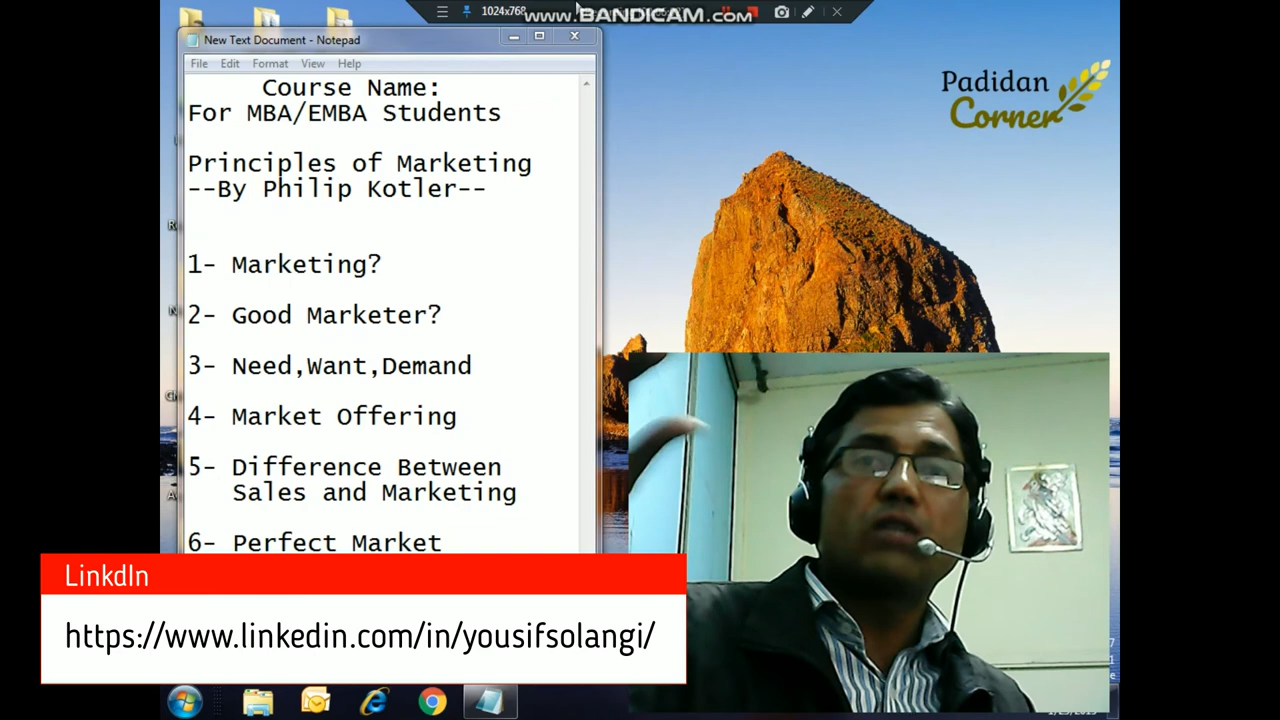 1024x768
www.BANDICAM.com
New Text Document - Notepad
File Edit Format View Help
Course Name:
For MBA/EMBA Students
Principles of Marketing
--By Philip Kotler--
1- Marketing?
2- Good Marketer?
3- Need,Want,Demand
4- Market Offering
5- Difference Between
Sales and Marketing
6- Perfect Market
Padidan
Corner
LinkdIn
https://www.linkedin.com/in/yousifsolangi/